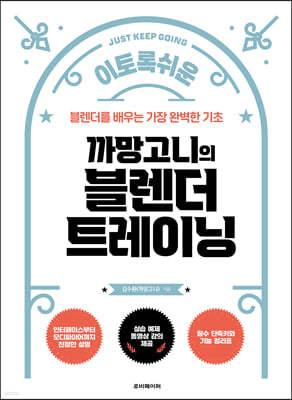 JUST KEEP GOING
이토록쉬운
블렌더를 배우는 가장 완벽한 기초
까망고니의
블렌더
트레이닝
인터페이스부터
모디파이어까지
친절한 설명
실습 예제
동영상 강의
제공
필수 단축키와
기능 정리표
로비페이퍼